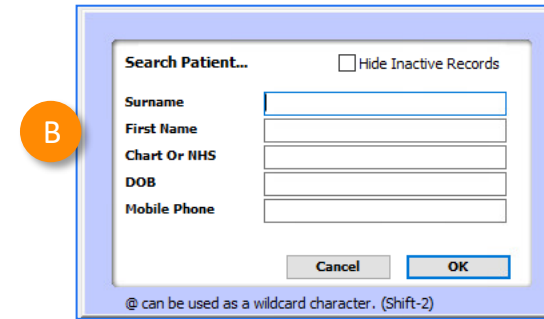 Search Patient... Hide Inactive Records
Surname
First Name
B
Chart Or NHS
DOB
Mobile Phone
Cancel OK
@ can be used as a wildcard character. (Shift-2)